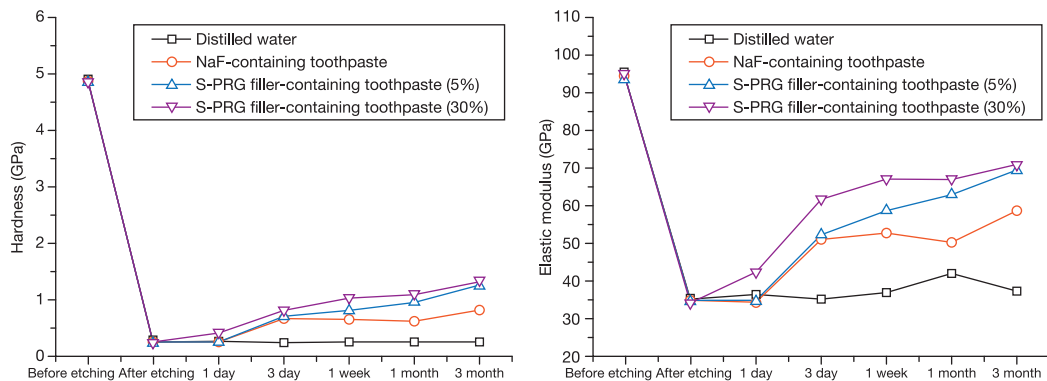 6
5
4
3
2
1
0
Hardness (GPa)
Distilled water
NaF-containing toothpaste
S-PRG filler-containing toothpaste (5%)
S-PRG filler-containing toothpaste (30%)
Before etching After etching 1 day 3 day 1 week 1 month 3 month
110
100
90
80
70
60
50
40
30
20
Elastic modulus (GPa)
Distilled water
NaF-containing toothpaste
S-PRG filler-containing toothpaste (5%)
S-PRG filler-containing toothpaste (30%)
Before etching After etching 1 day 3 day 1 week 1 month 3 month